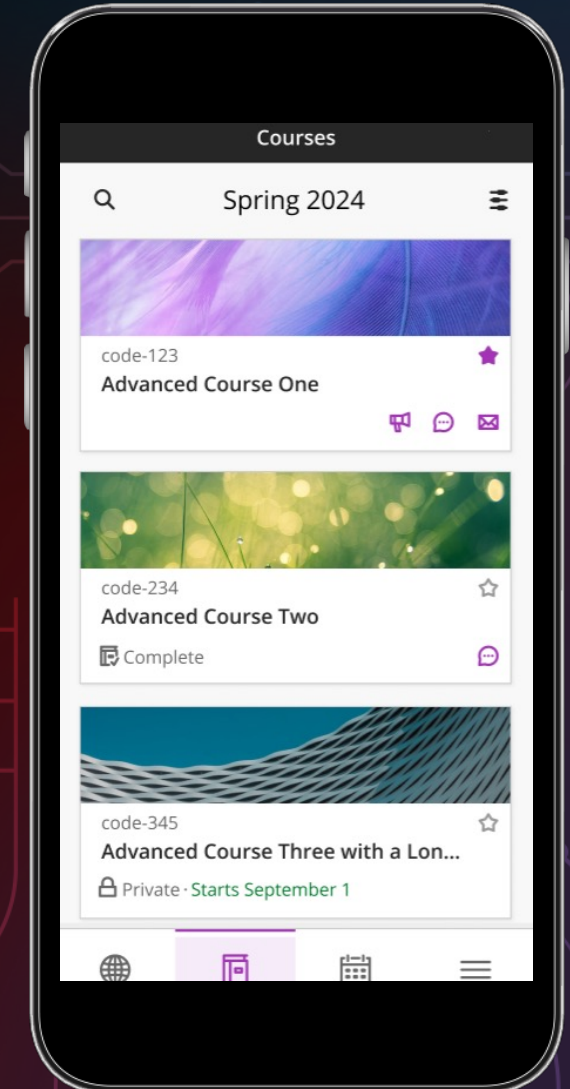 Courses
Spring 2024
code-123
Advanced Course One
code-234
Advanced Course Two
Complete
code-345
Advanced Course Three with a Lon...
Private · Starts September 1